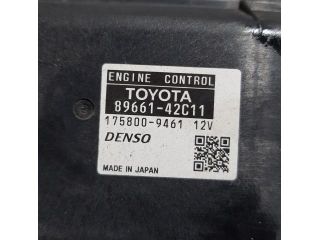 ENGINE CONTROL
TOYOTA
89661-42C11
175800-9461 12V
DENSO
MADE IN JAPAN